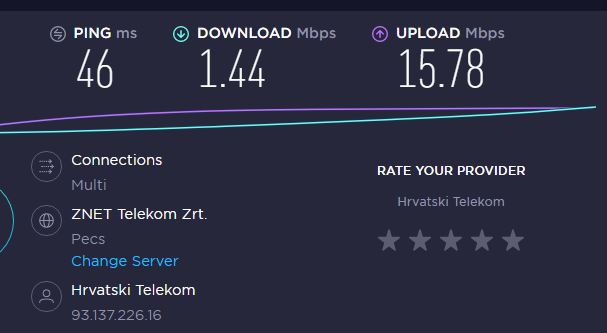 PING ms DOWNLOAD Mbps UPLOAD Mbps
46 1.44 15.78
Connections
Multi
RATE YOUR PROVIDER
Hrvatski Telekom
ZNET Telekom Zrt.
Pecs
Change Server
Hrvatski Telekom
93.137.226.16